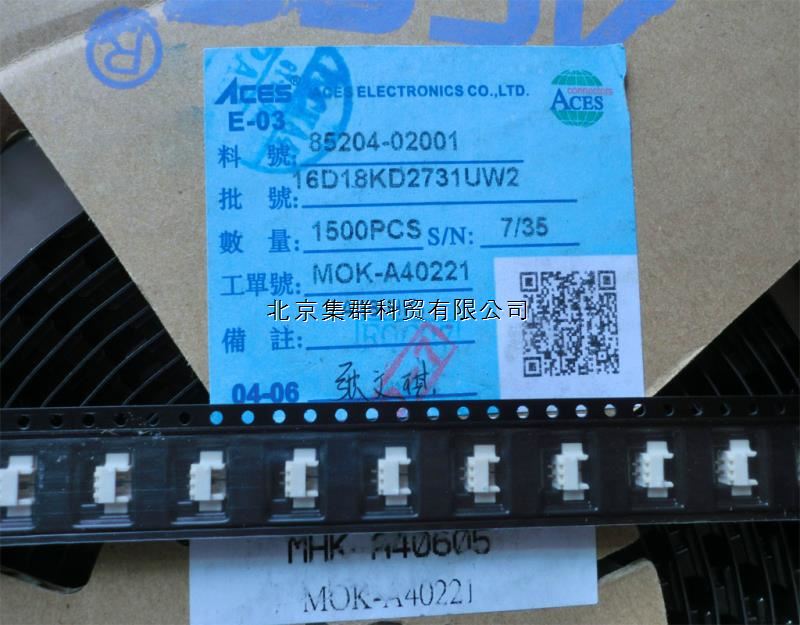 ®
ACES® ACES ELECTRONICS CO.,LTD.
connectors
ACES
E-03
料 號: 85204-02001
批 號: 16D18KD2731UW2
數 量: 1500PCS S/N: 7/35
工單號: MOK-A40221
北京集群科贸有限公司
備 註:
04-06
MHK-A40605
MOK-A40221